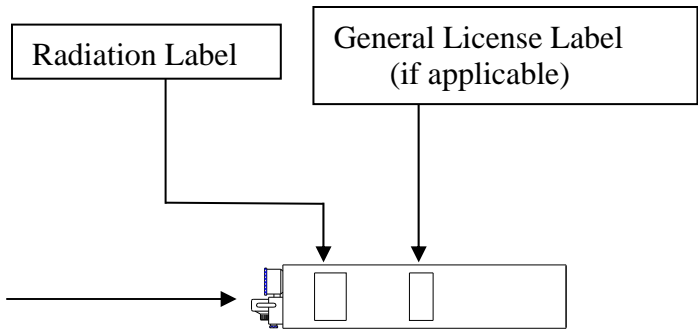 Radiation Label
General License Label
(if applicable)